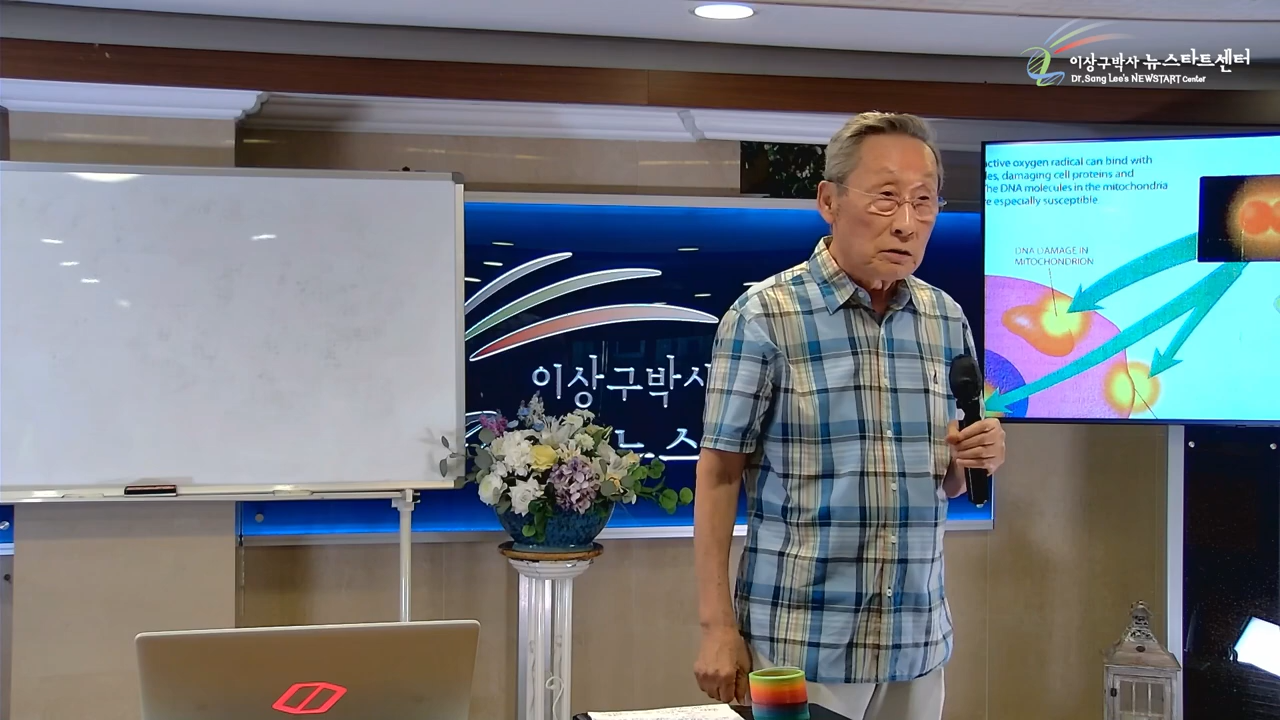 이상구박사 뉴스타트센터
Dr. Sang Lee's NEWSTART Center
active oxygen radical can bind with
damaging cell proteins and
The DNA molecules in the mitochondria
especially susceptible
DNA DAMAGE IN
MITOCHONDRION
이상구박사
뉴스